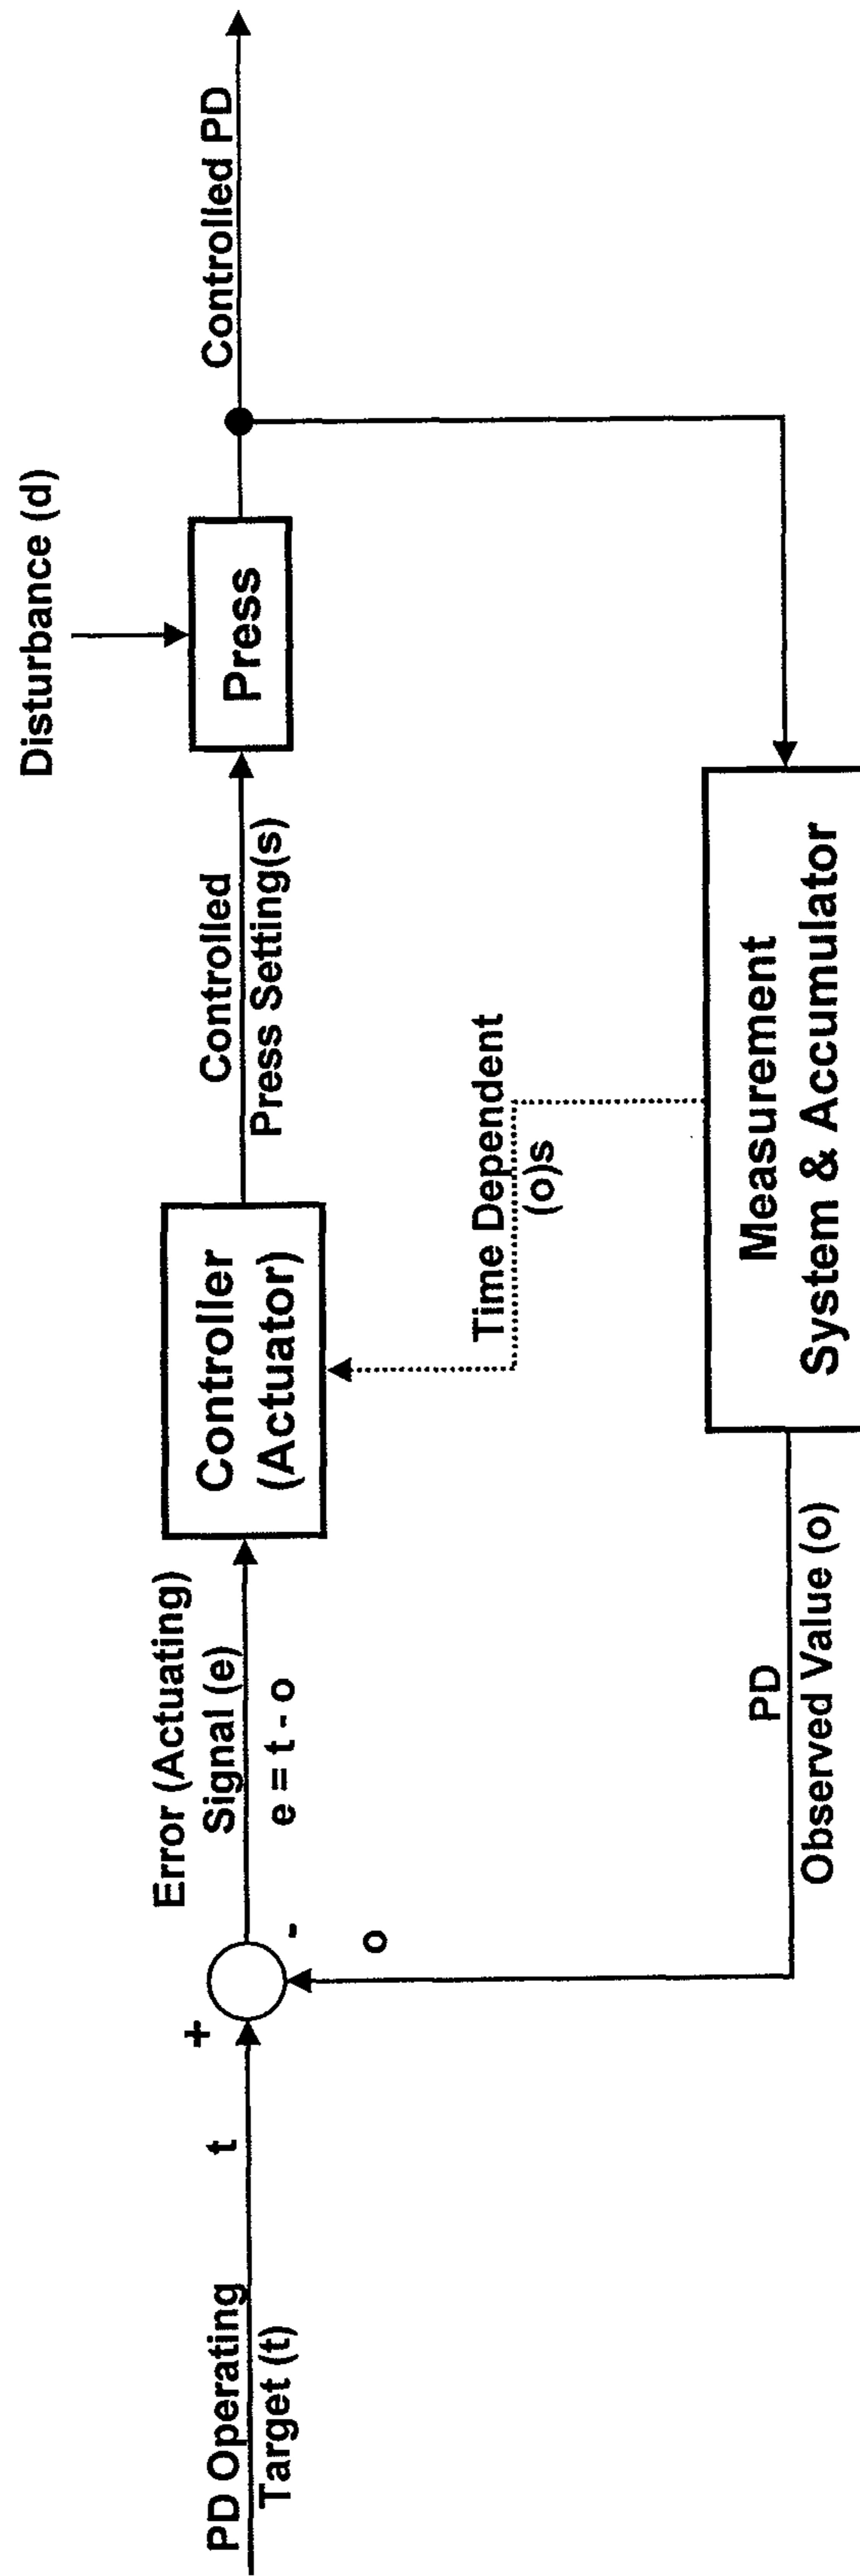 PD Operating
Target (t)
t
+
-
o
Error (Actuating)
Signal (e)
e = t - o
Controller
(Actuator)
Controlled
Press Setting(s)
Disturbance (d)
Press
Controlled PD
Time Dependent
(o)s
Measurement
System & Accumulator
PD
Observed Value (o)